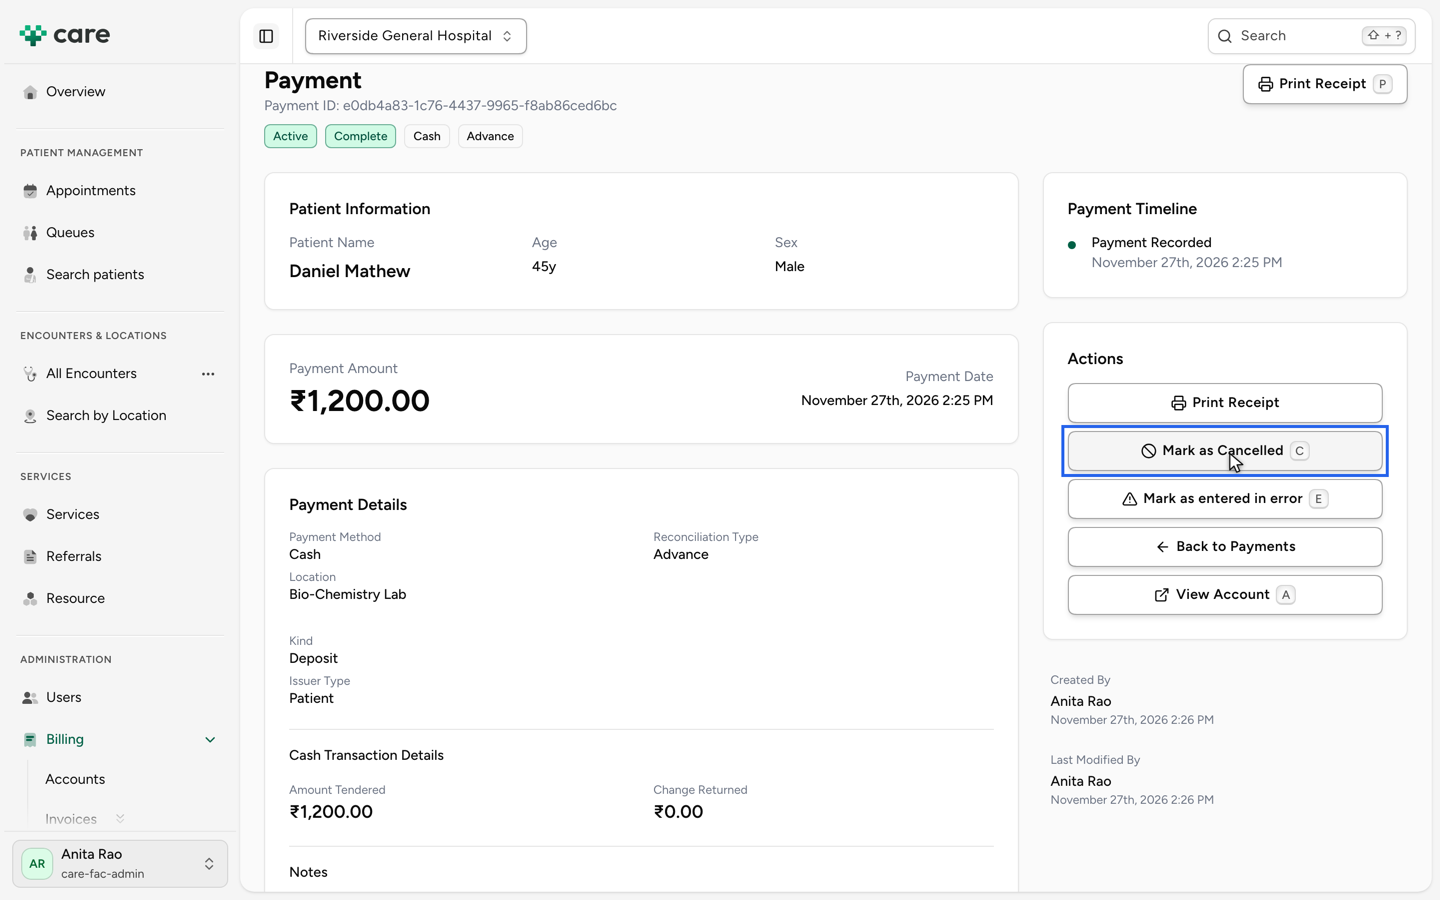 care
Riverside General Hospital
Search
⇧ + ?
Overview
PATIENT MANAGEMENT
Appointments
Queues
Search patients
ENCOUNTERS & LOCATIONS
All Encounters
Search by Location
SERVICES
Services
Referrals
Resource
ADMINISTRATION
Users
Billing
Accounts
Invoices
AR
Anita Rao
care-fac-admin
Payment
Payment ID: e0db4a83-1c76-4437-9965-f8ab86ced6bc
Active
Complete
Cash
Advance
Print Receipt P
Patient Information
Patient Name
Daniel Mathew
Age
45y
Sex
Male
Payment Amount
₹1,200.00
Payment Date
November 27th, 2026 2:25 PM
Payment Details
Payment Method
Cash
Reconciliation Type
Advance
Location
Bio-Chemistry Lab
Kind
Deposit
Issuer Type
Patient
Cash Transaction Details
Amount Tendered
₹1,200.00
Change Returned
₹0.00
Notes
Payment Timeline
Payment Recorded
November 27th, 2026 2:25 PM
Actions
Print Receipt
Mark as Cancelled C
Mark as entered in error E
Back to Payments
View Account A
Created By
Anita Rao
November 27th, 2026 2:26 PM
Last Modified By
Anita Rao
November 27th, 2026 2:26 PM